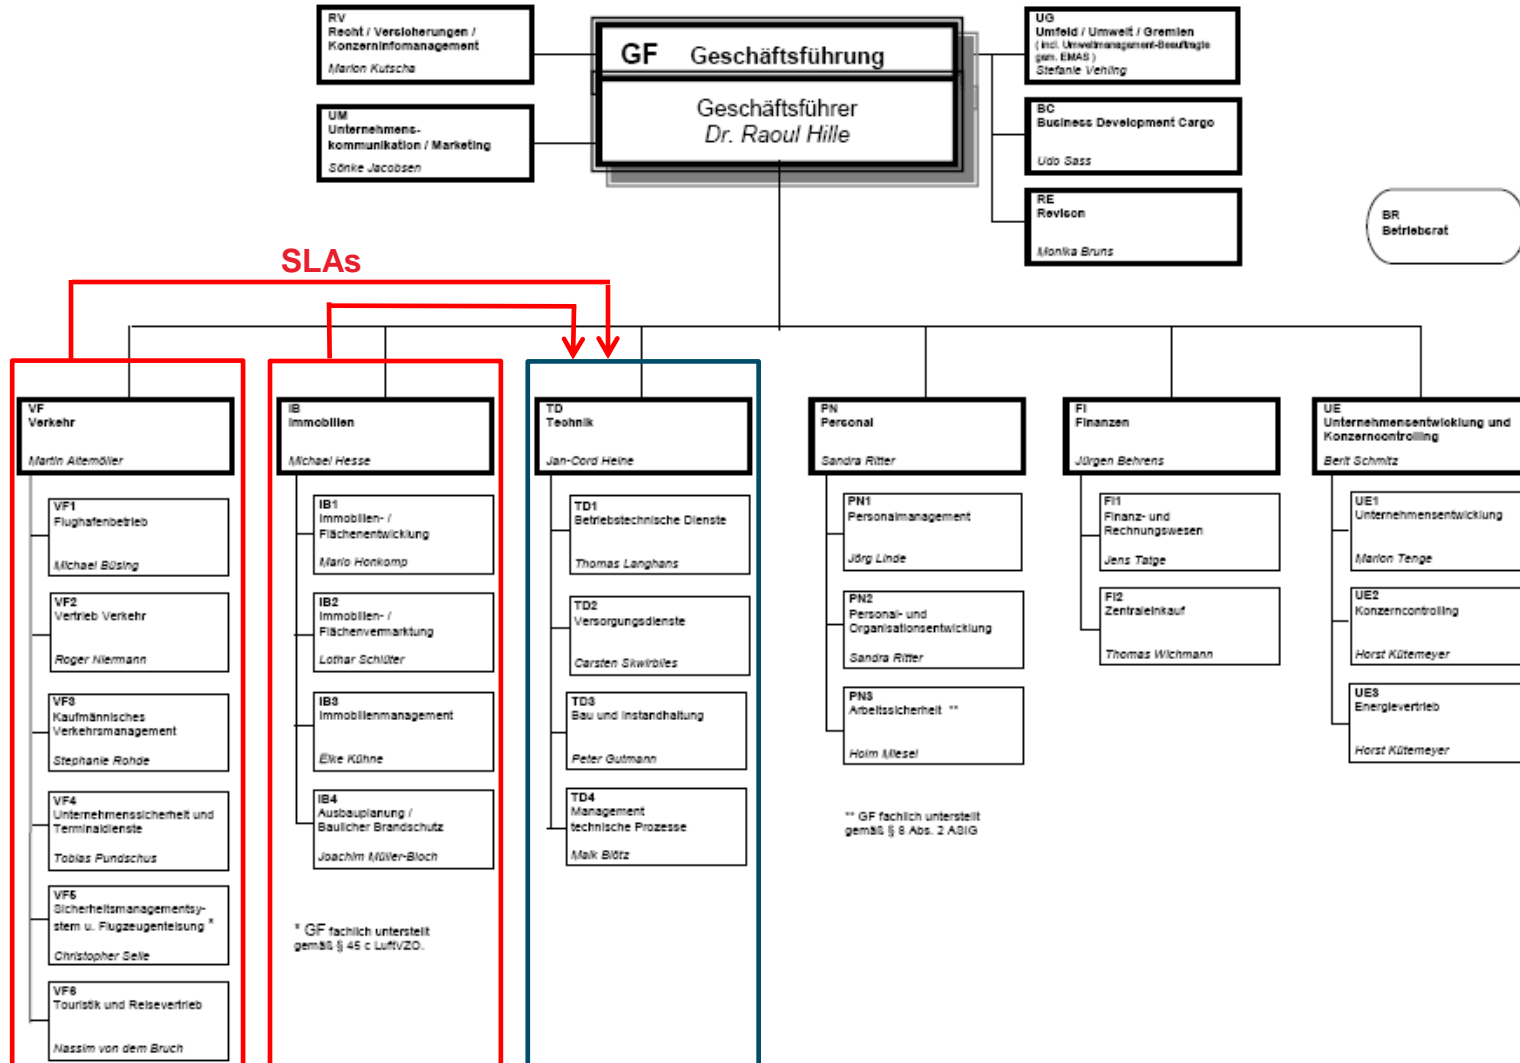 RV
Recht / Versicherungen /
Konzerninfomanagement
Marion Kutscha
UM
Unternehmens-
kommunikation / Marketing
Sönke Jacobsen
GF Geschäftsführung
Geschäftsführer
Dr. Raoul Hille
UG
Umfeld / Umwelt / Gremien
( incl. Umweltmanagement-Beauftragte
gem. EMAS )
Stefanie Vehling
BC
Business Development Cargo
Udo Sass
RE
Revison
Monika Bruns
BR
Betriebsrat
SLAs
VF
Verkehr
Martin Altemöller
VF1
Flughafenbetrieb
Michael Büsing
VF2
Vertrieb Verkehr
Roger Niermann
VF3
Kaufmännisches
Verkehrsmanagement
Stephanie Rohde
VF4
Unternehmenssicherheit und
Terminaldienste
Tobias Pundschus
VF5
Sicherheitsmanagementsy-
stem u. Flugzeugenteisung *
Christopher Selle
VF6
Touristik und Reisevertrieb
Nassim von dem Bruch
IB
Immobilien
Michael Hesse
IB1
Immobilien- /
Flächenentwicklung
Mario Honkomp
IB2
Immobilien- /
Flächenvermarktung
Lothar Schlüter
IB3
Immobilienmanagement
Elke Kühne
IB4
Ausbauplanung /
Baulicher Brandschutz
Joachim Müller-Bloch
* GF fachlich unterstellt
gemäß § 45 c LuftVZO.
TD
Technik
Jan-Cord Heine
TD1
Betriebstechnische Dienste
Thomas Langhans
TD2
Versorgungsdienste
Carsten Skwirblies
TD3
Bau und Instandhaltung
Peter Gutmann
TD4
Management
technische Prozesse
Maik Blötz
PN
Personal
Sandra Ritter
PN1
Personalmanagement
Jörg Linde
PN2
Personal- und
Organisationsentwicklung
Sandra Ritter
PN3
Arbeitssicherheit **
Holm Miesel
** GF fachlich unterstellt
gemäß § 8 Abs. 2 ASIG
FI
Finanzen
Jürgen Behrens
FI1
Finanz- und
Rechnungswesen
Jens Tatge
FI2
Zentraleinkauf
Thomas Wichmann
UE
Unternehmensentwicklung und
Konzerncontrolling
Berit Schmitz
UE1
Unternehmensentwicklung
Marion Tenge
UE2
Konzerncontrolling
Horst Kütemeyer
UE3
Energievertrieb
Horst Kütemeyer